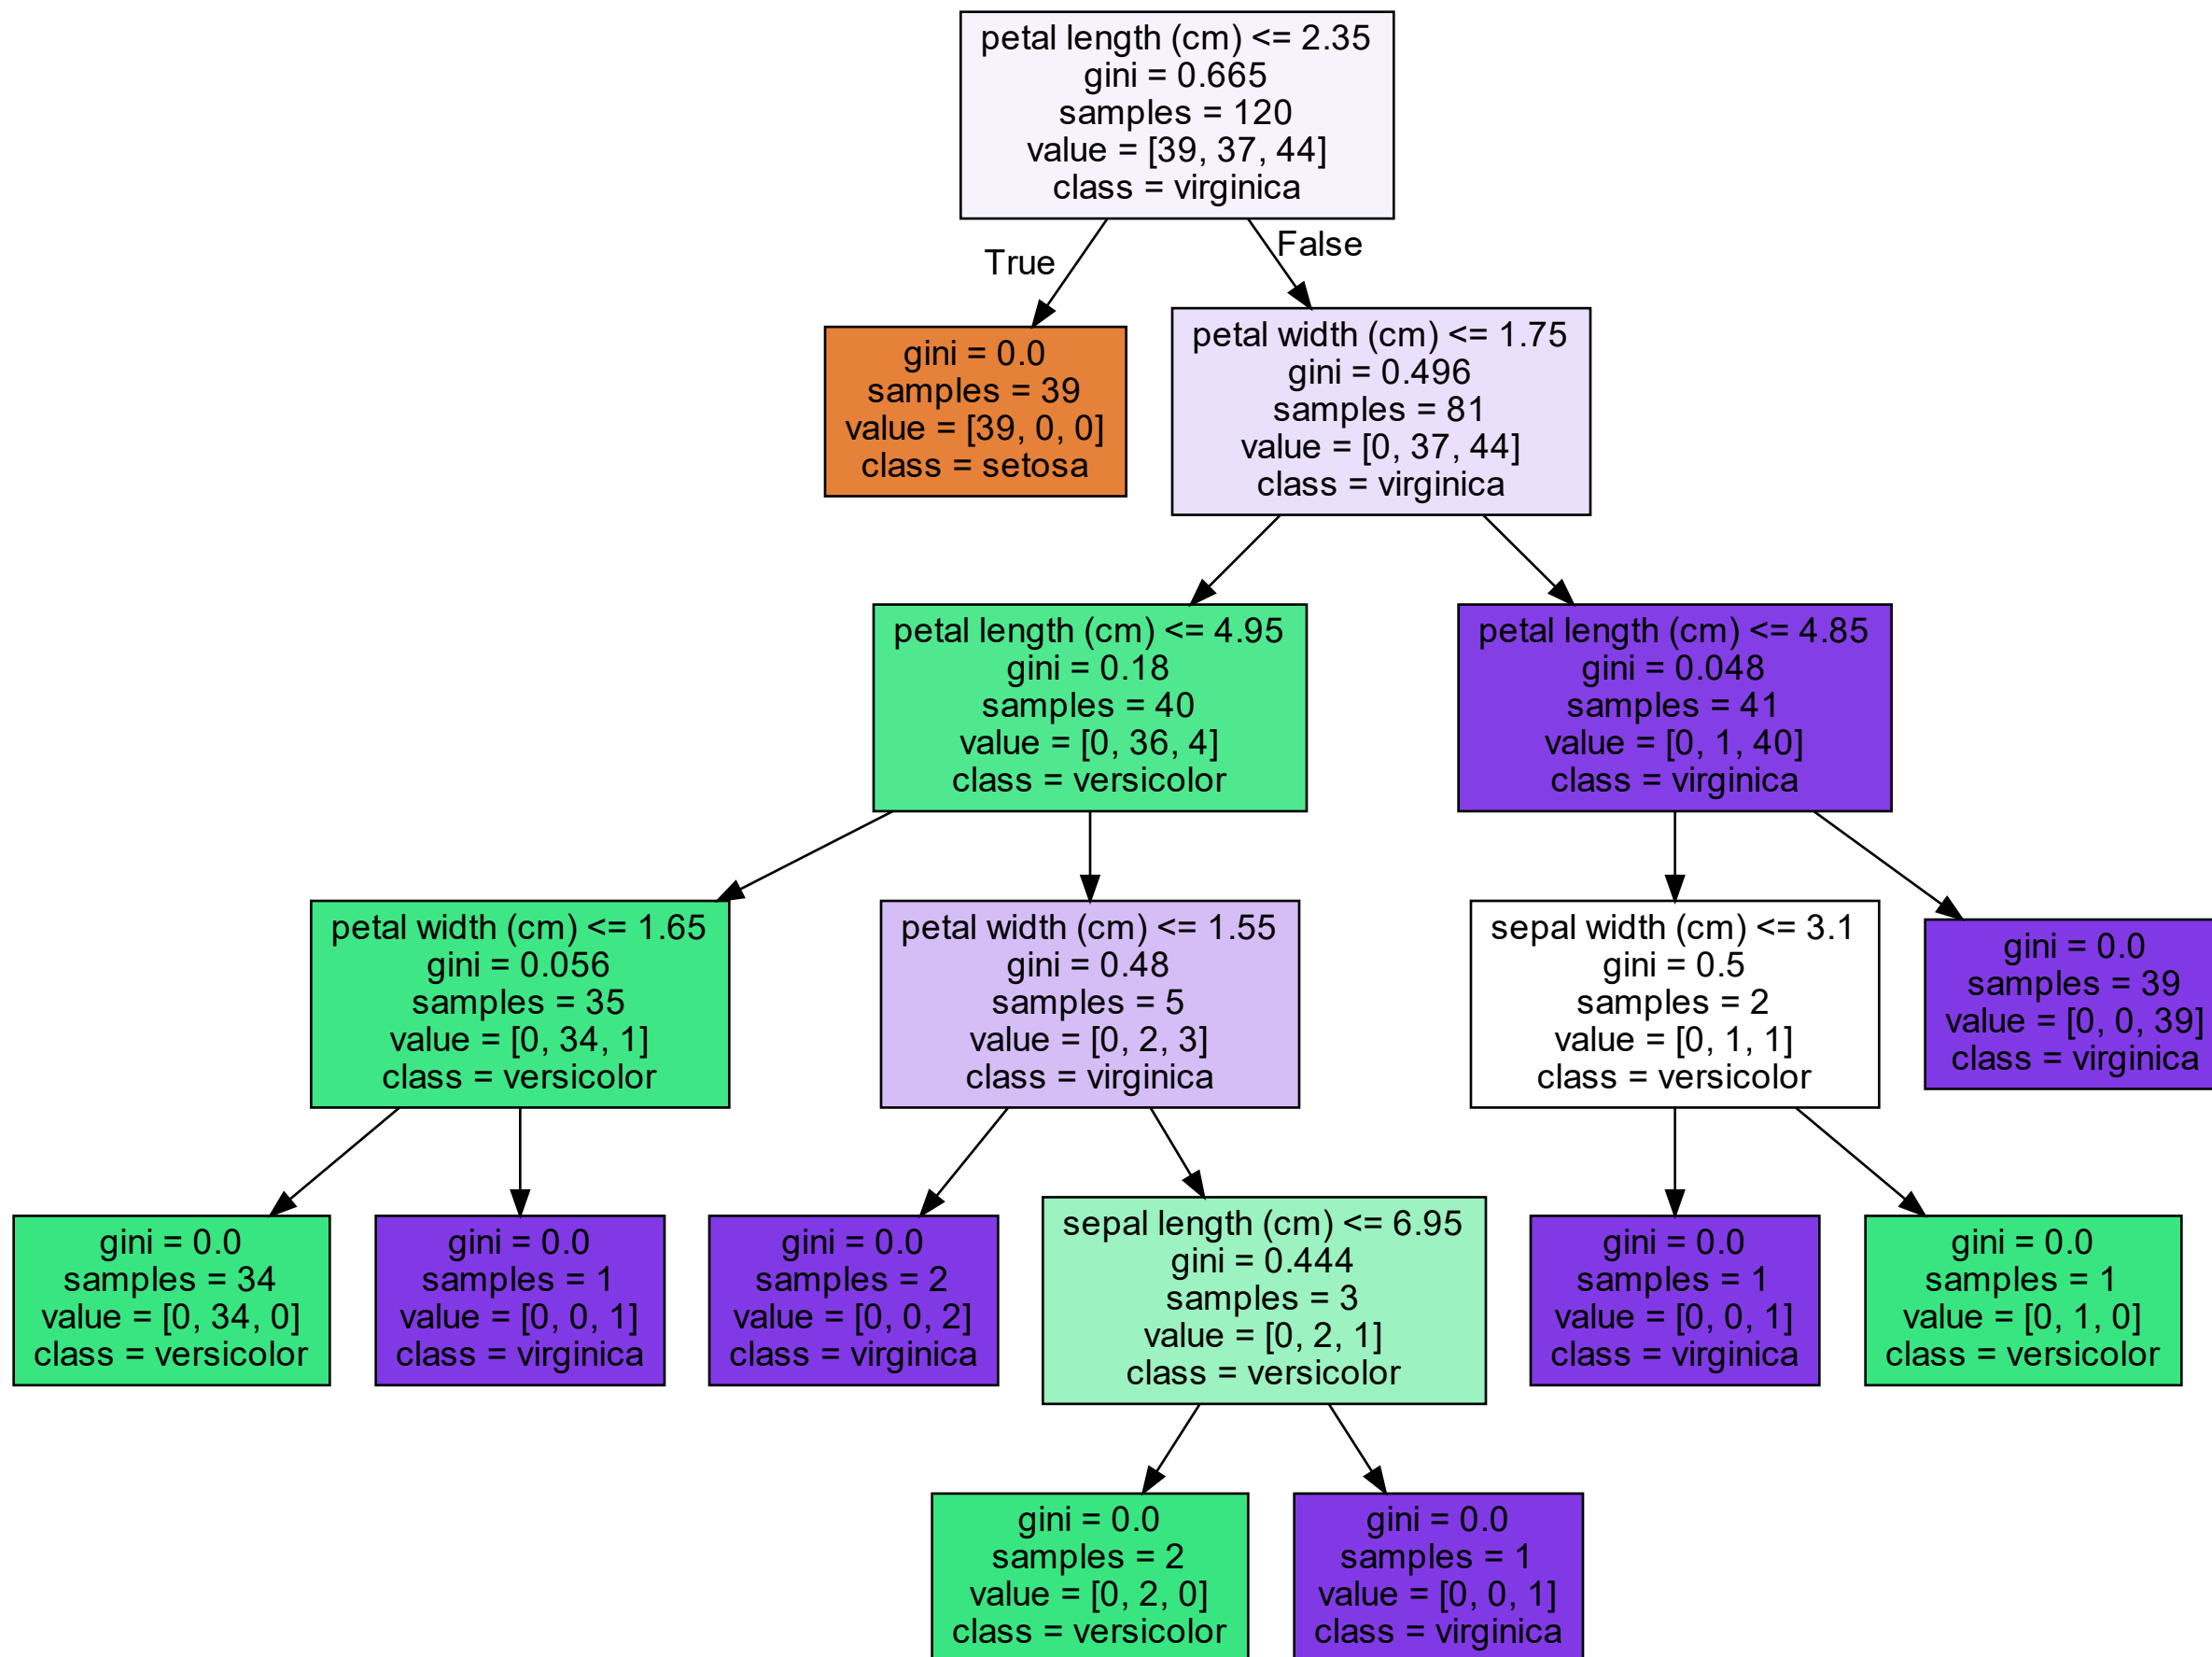 petal length (cm) <= 2.35
gini = 0.665
samples = 120
value = [39, 37, 44]
class = virginica
True
False
gini = 0.0
samples = 39
value = [39, 0, 0]
class = setosa
petal width (cm) <= 1.75
gini = 0.496
samples = 81
value = [0, 37, 44]
class = virginica
petal length (cm) <= 4.95
gini = 0.18
samples = 40
value = [0, 36, 4]
class = versicolor
petal length (cm) <= 4.85
gini = 0.048
samples = 41
value = [0, 1, 40]
class = virginica
petal width (cm) <= 1.65
gini = 0.056
samples = 35
value = [0, 34, 1]
class = versicolor
petal width (cm) <= 1.55
gini = 0.48
samples = 5
value = [0, 2, 3]
class = virginica
sepal width (cm) <= 3.1
gini = 0.5
samples = 2
value = [0, 1, 1]
class = versicolor
gini = 0.0
samples = 39
value = [0, 0, 39]
class = virginica
gini = 0.0
samples = 34
value = [0, 34, 0]
class = versicolor
gini = 0.0
samples = 1
value = [0, 0, 1]
class = virginica
gini = 0.0
samples = 2
value = [0, 0, 2]
class = virginica
sepal length (cm) <= 6.95
gini = 0.444
samples = 3
value = [0, 2, 1]
class = versicolor
gini = 0.0
samples = 1
value = [0, 0, 1]
class = virginica
gini = 0.0
samples = 1
value = [0, 1, 0]
class = versicolor
gini = 0.0
samples = 2
value = [0, 2, 0]
class = versicolor
gini = 0.0
samples = 1
value = [0, 0, 1]
class = virginica